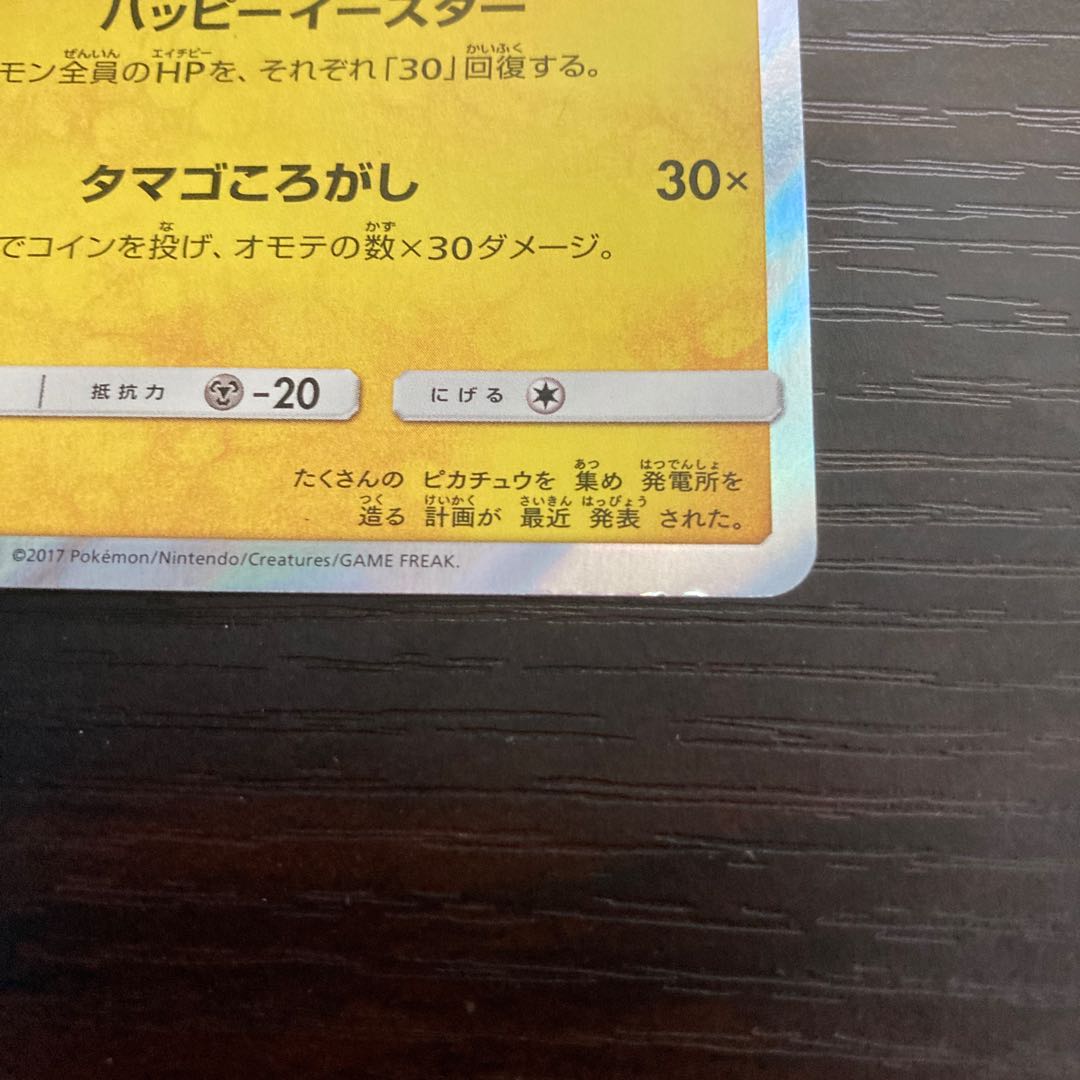 ハッピーイースター
モン全員のHPを、それぞれ「30」回復する。
タマゴころがし 30×
でコインを投げ、オモテの数×30ダメージ。
抵抗力 -20 にげる
たくさんの ピカチュウを 集め 発電所を
造る 計画が 最近 発表 された。
©2017 Pokémon/Nintendo/Creatures/GAME FREAK.